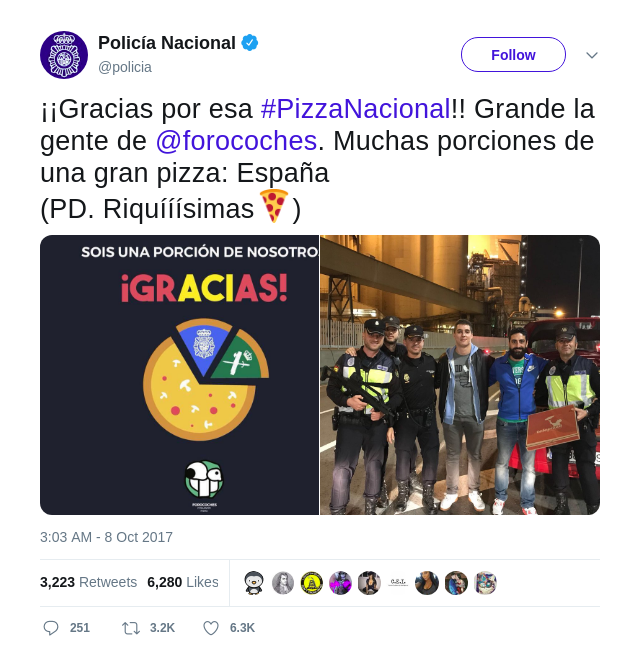 Policía Nacional
@policia
Follow
¡¡Gracias por esa #PizzaNacional!! Grande la
gente de @forocoches. Muchas porciones de
una gran pizza: España
(PD. Riquííísimas🍕)
SOIS UNA PORCIÓN DE NOSOTRO
¡GRACIAS!
FOROCOCHES
3:03 AM - 8 Oct 2017
3,223 Retweets 6,280 Likes
251 3.2K 6.3K